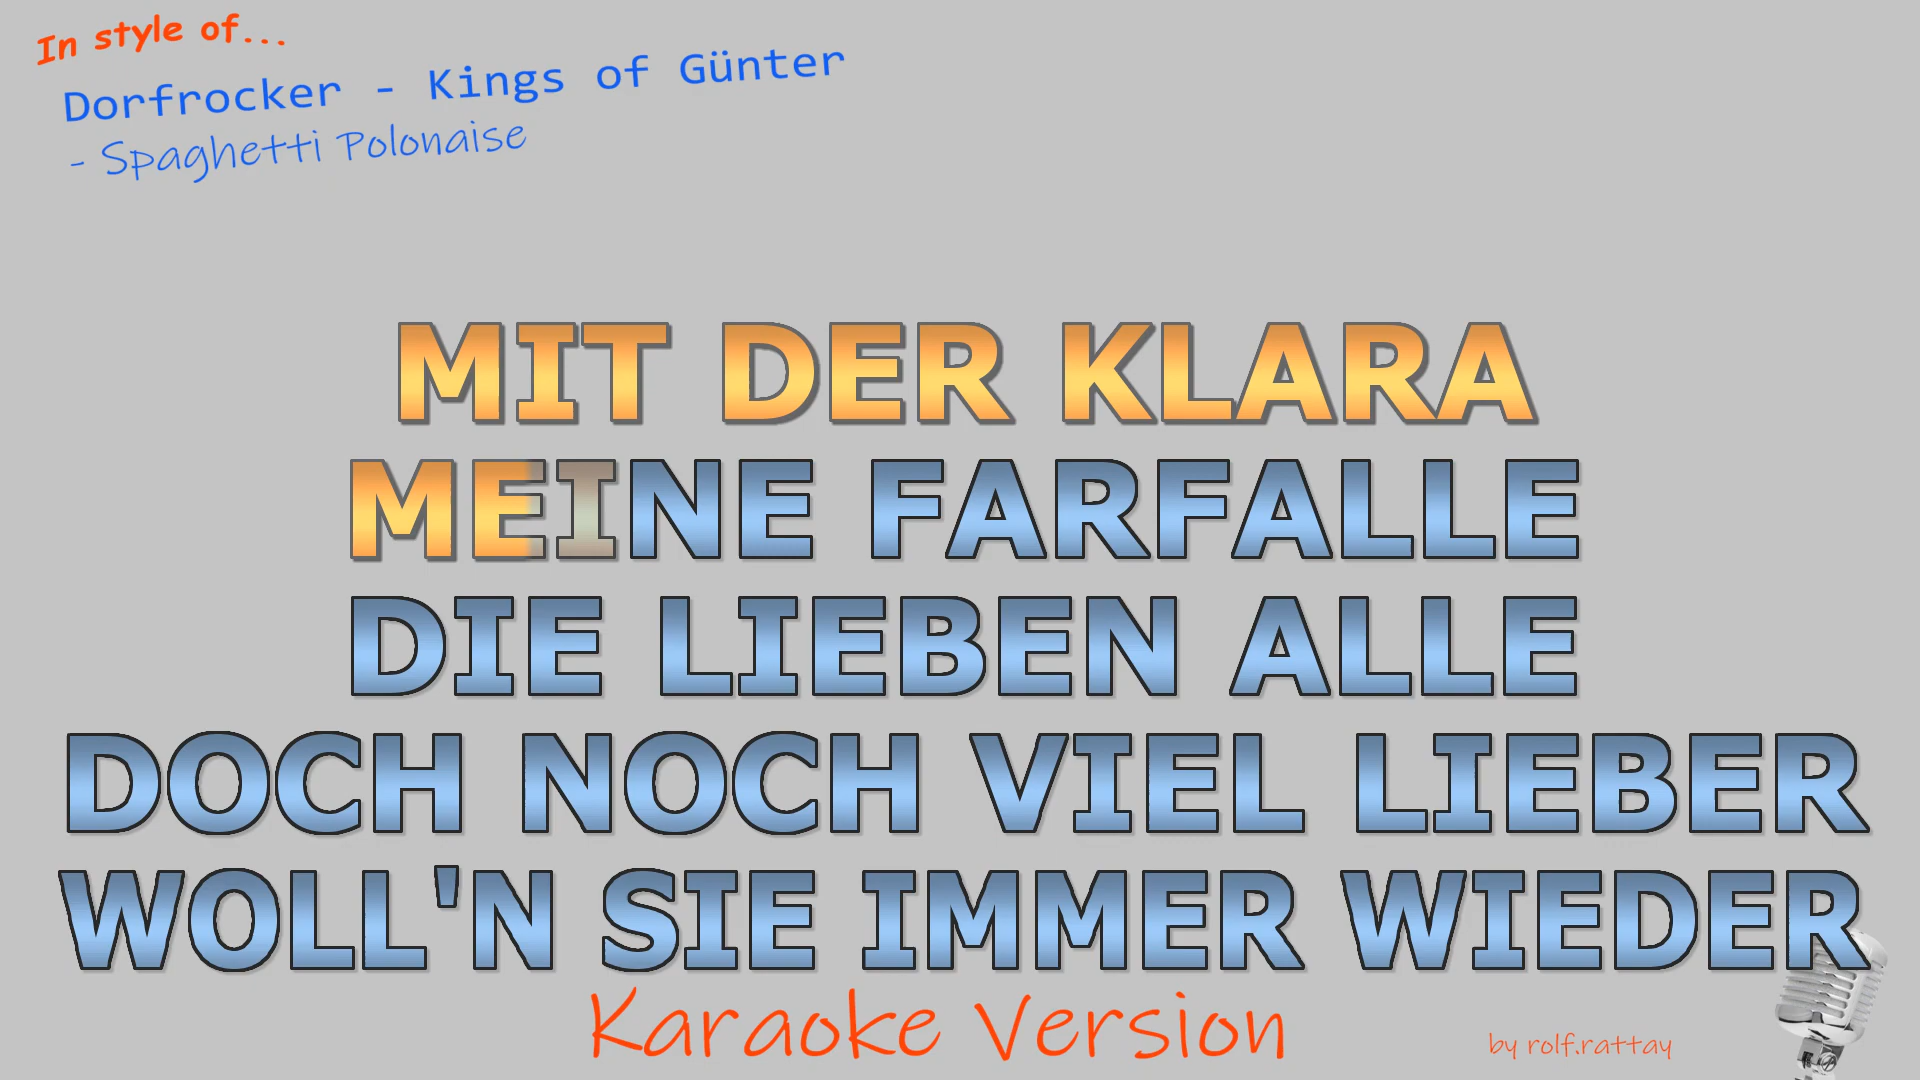 In style of...
Dorfrocker - Kings of Günter
- Spaghetti Polonaise
MIT DER KLARA
MEINE FARFALLE
DIE LIEBEN ALLE
DOCH NOCH VIEL LIEBER
WOLL'N SIE IMMER WIEDER
Karaoke Version
by rolf.rattay